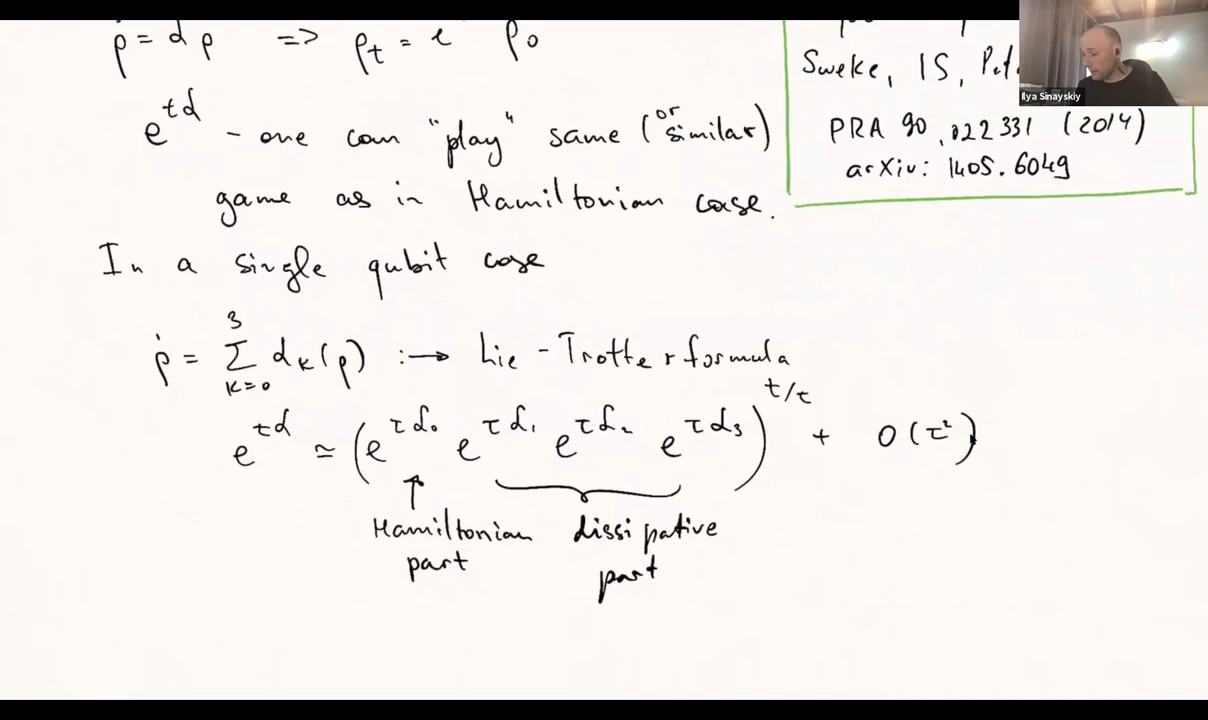 ρ̇ = ℒρ => ρt = e ρ0
e^tℒ - one can "play" same (or similar)
game as in Hamiltonian case.
Sweke, IS, Pet
Ilya Sinayskiy
PRA 90, 022331 (2014)
arXiv: 1405.6049
In a single qubit case
ρ̇ = Σ_{k=0}^{3} ℒk(ρ) :→ Lie-Trotter formula
e^tℒ ≃ (e^τℒ0 e^τℒ1 e^τℒ2 e^τℒ3)^t/τ + O(τ²)
↑
Hamiltonian part
dissipative part